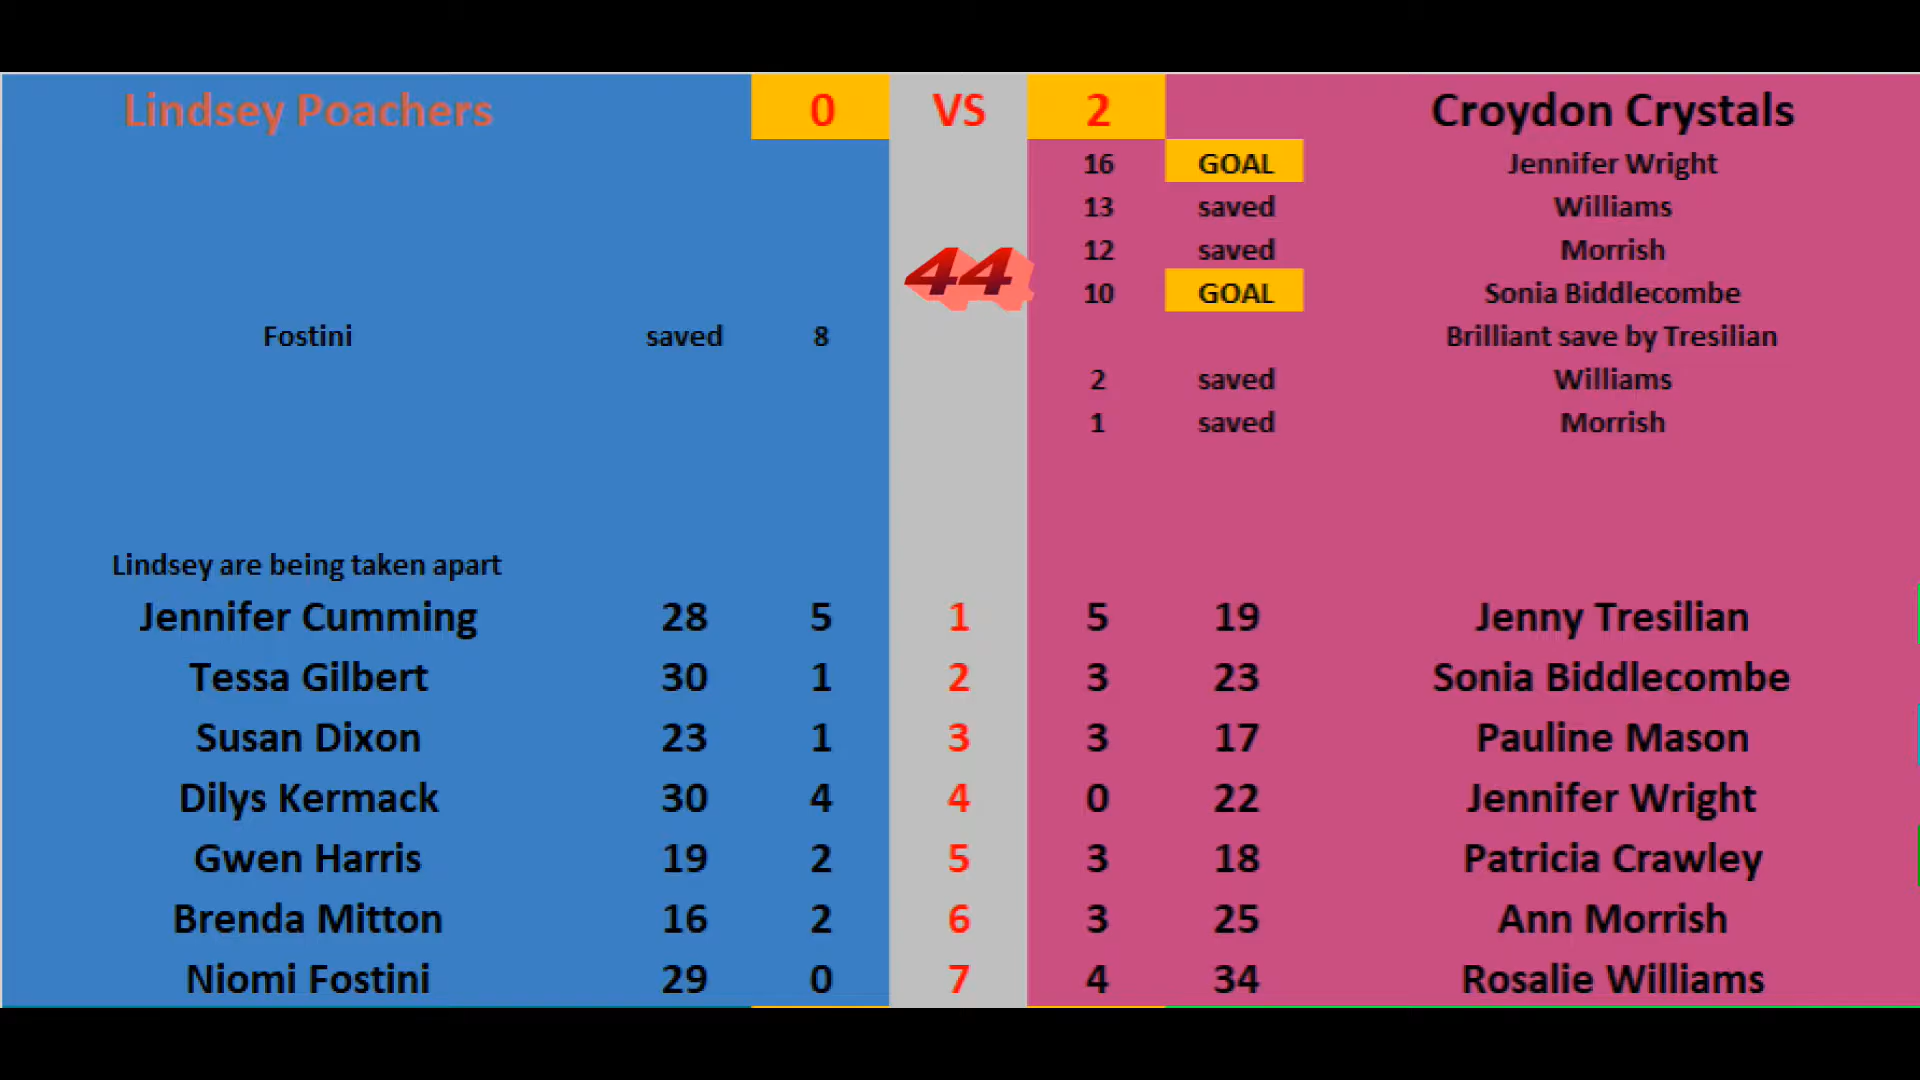 Lindsey Poachers 0 VS 2 Croydon Crystals
16 GOAL Jennifer Wright
13 saved Williams
12 saved Morrish
44
10 GOAL Sonia Biddlecombe
Fostini saved 8 Brilliant save by Tresilian
2 saved Williams
1 saved Morrish
Lindsey are being taken apart
Jennifer Cumming 28 5 1 5 19 Jenny Tresilian
Tessa Gilbert 30 1 2 3 23 Sonia Biddlecombe
Susan Dixon 23 1 3 3 17 Pauline Mason
Dilys Kermack 30 4 4 0 22 Jennifer Wright
Gwen Harris 19 2 5 3 18 Patricia Crawley
Brenda Mitton 16 2 6 3 25 Ann Morrish
Niomi Fostini 29 0 7 4 34 Rosalie Williams